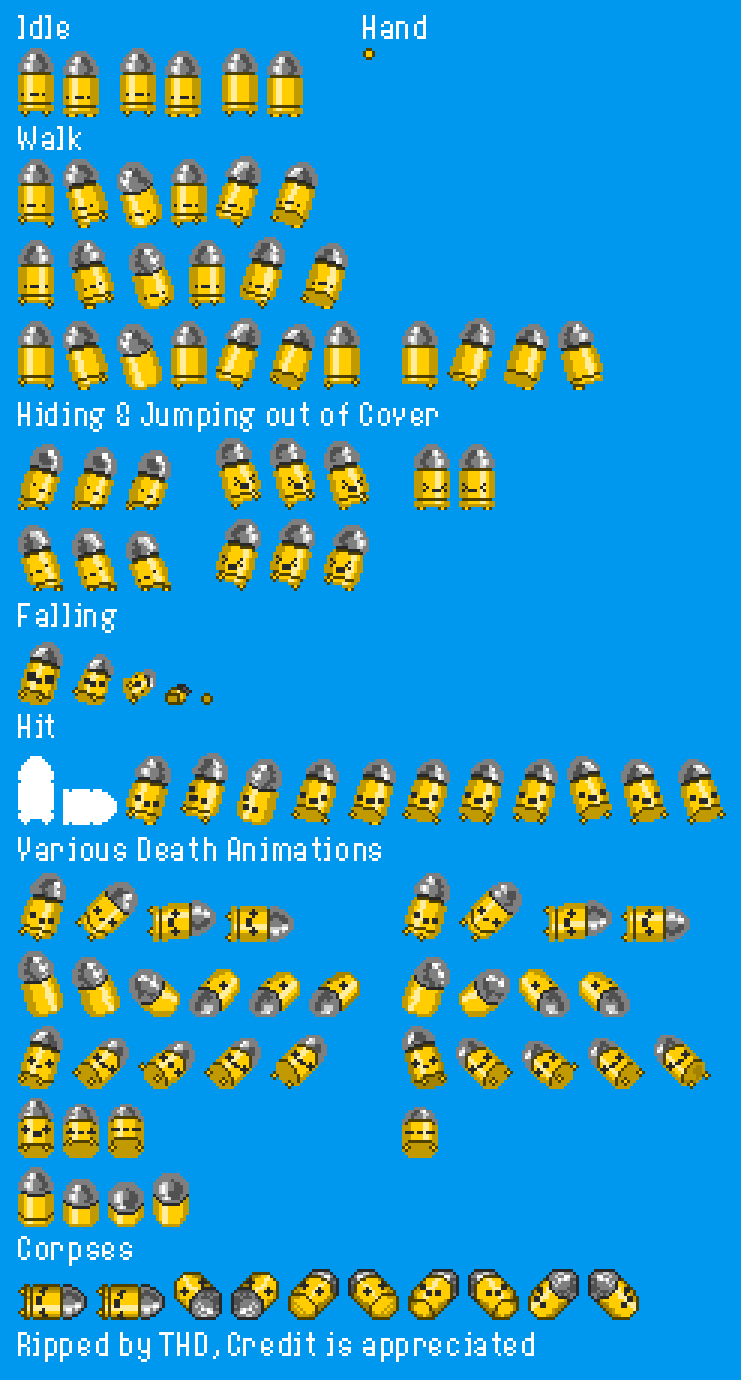 Idle
Hand
Walk
Hiding & Jumping out of Cover
Falling
Hit
Various Death Animations
Corpses
Ripped by THD, Credit is appreciated